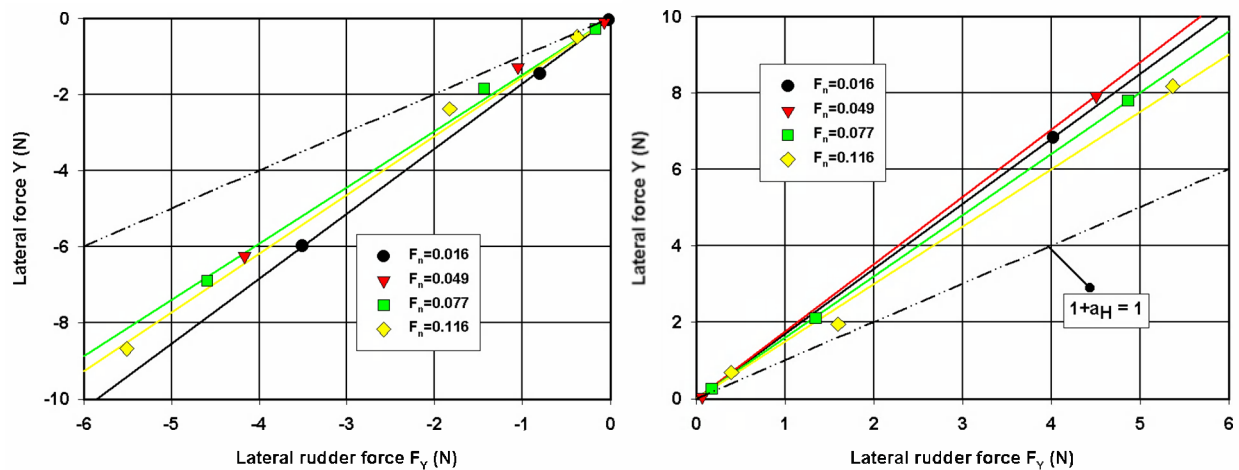 0
-2
-4
-6
-8
-10
-6
-5
-4
-3
-2
-1
0
Lateral force Y (N)
Lateral rudder force F_Y (N)
F_n=0.016
F_n=0.049
F_n=0.077
F_n=0.116
10
8
6
4
2
0
0
1
2
3
4
5
6
Lateral force Y (N)
Lateral rudder force F_Y (N)
F_n=0.016
F_n=0.049
F_n=0.077
F_n=0.116
1+a_H = 1